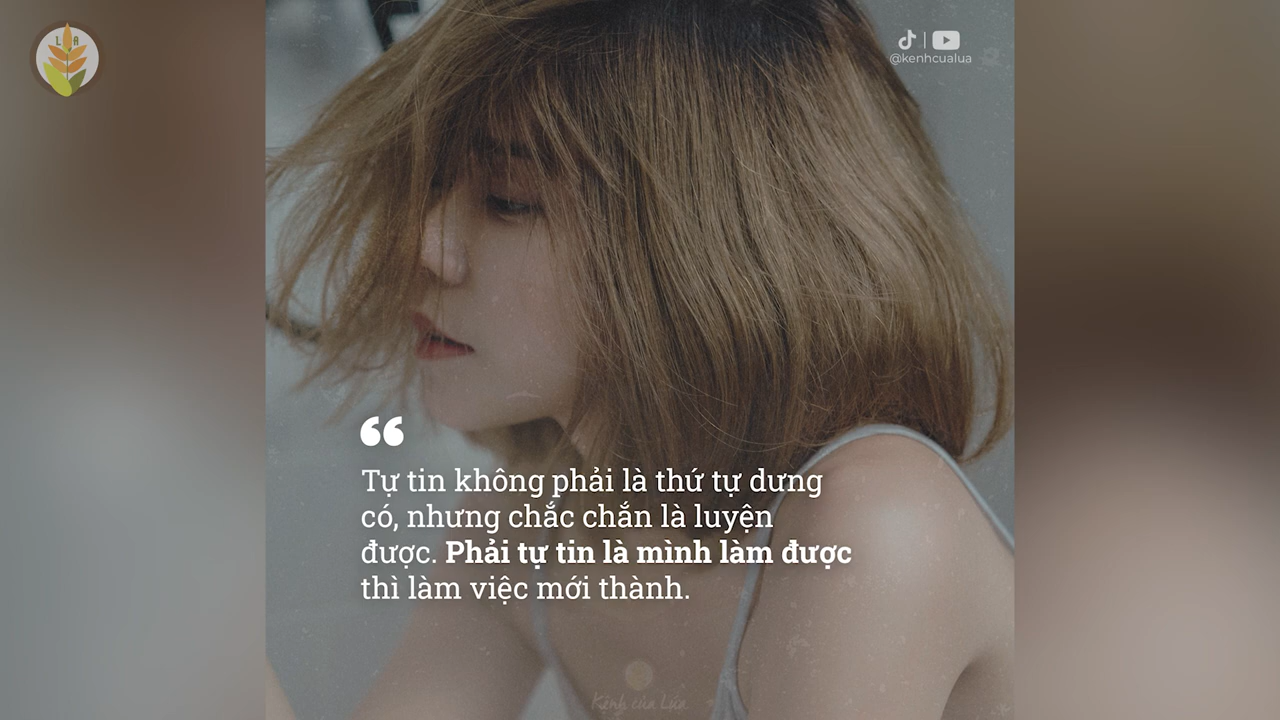 L A
@kenhcualua
Tự tin không phải là thứ tự dưng
có, nhưng chắc chắn là luyện
được. Phải tự tin là mình làm được
thì làm việc mới thành.
Kênh của Lúa